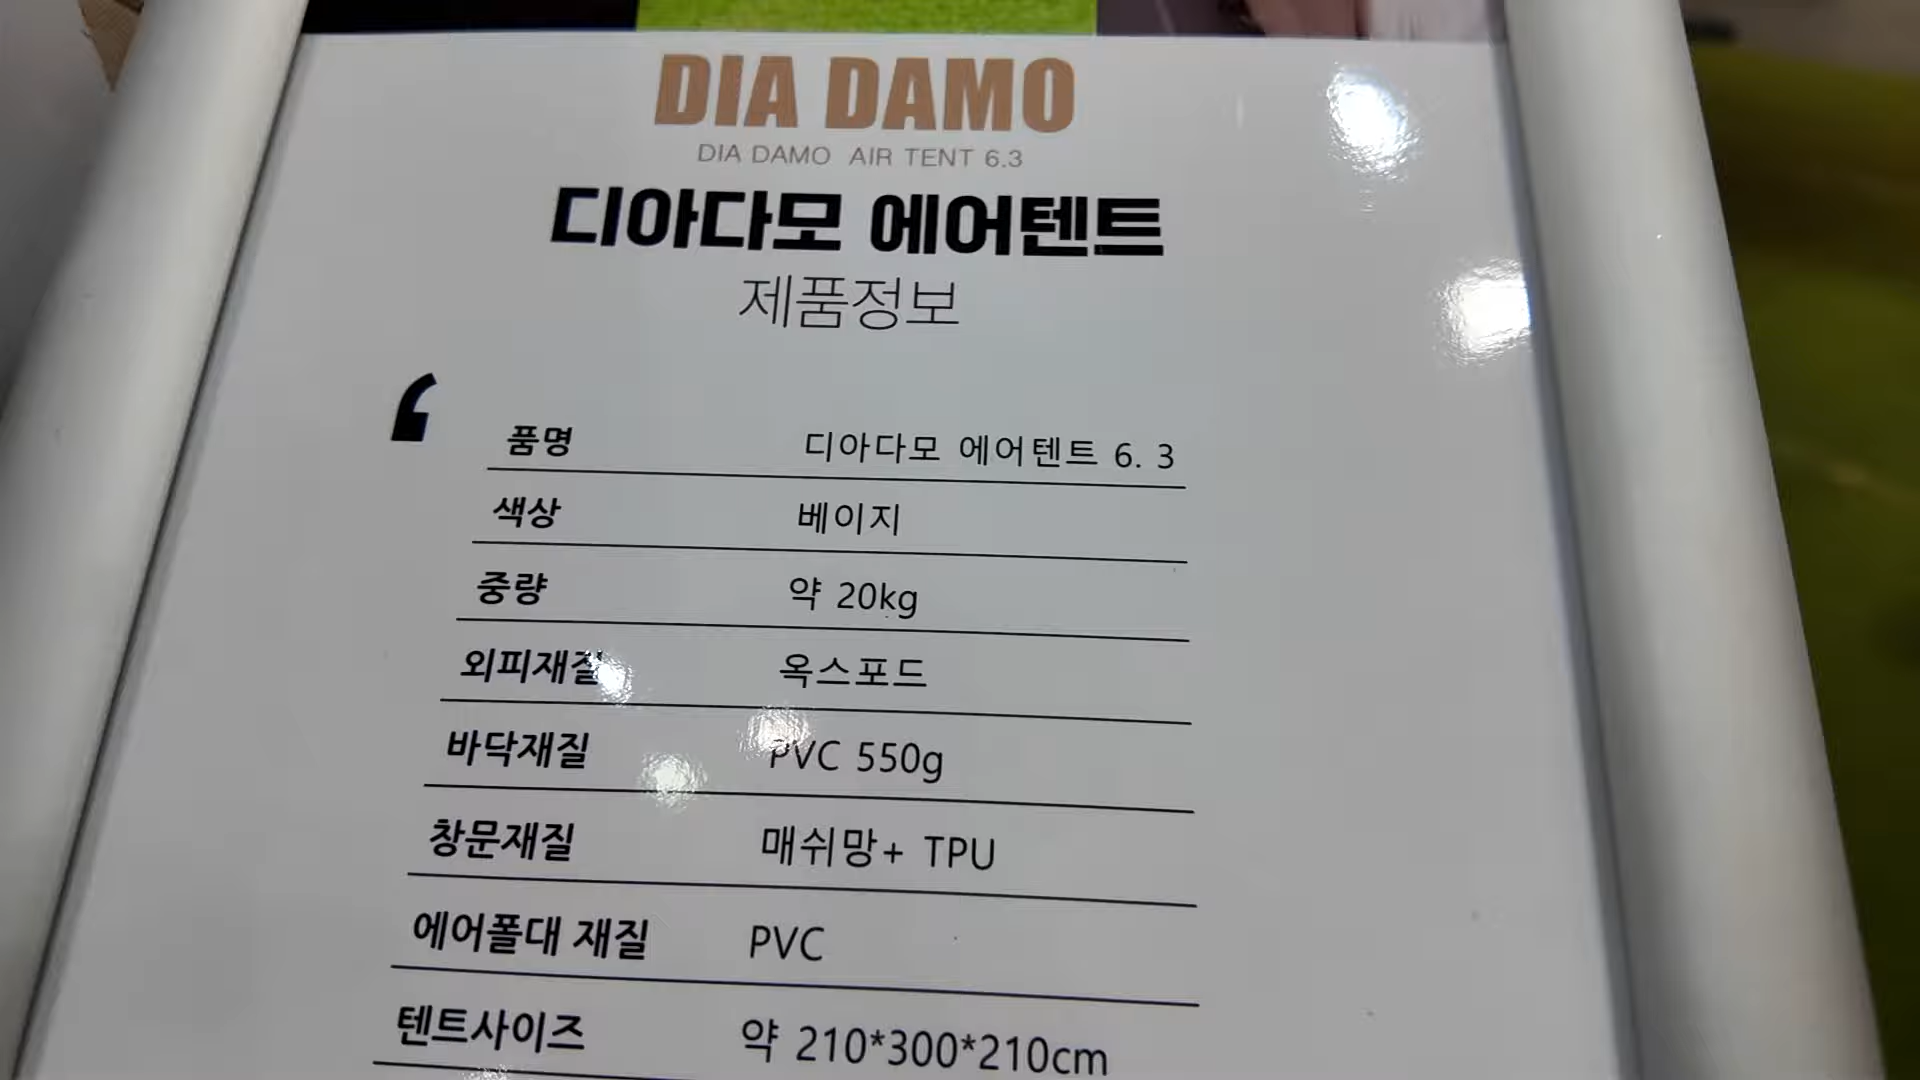 DIA DAMO
DIA DAMO AIR TENT 6.3
디아다모 에어텐트
제품정보
품명 디아다모 에어텐트 6. 3
색상 베이지
중량 약 20kg
외피재질 옥스포드
바닥재질 PVC 550g
창문재질 매쉬망+ TPU
에어폴대 재질 PVC
텐트사이즈 약 210*300*210cm